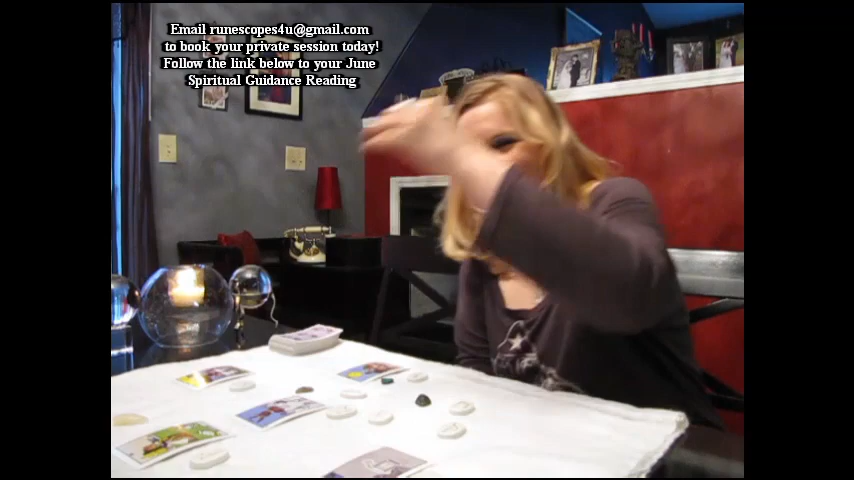 Email runescopes4u@gmail.com
to book your private session today!
Follow the link below to your June
Spiritual Guidance Reading